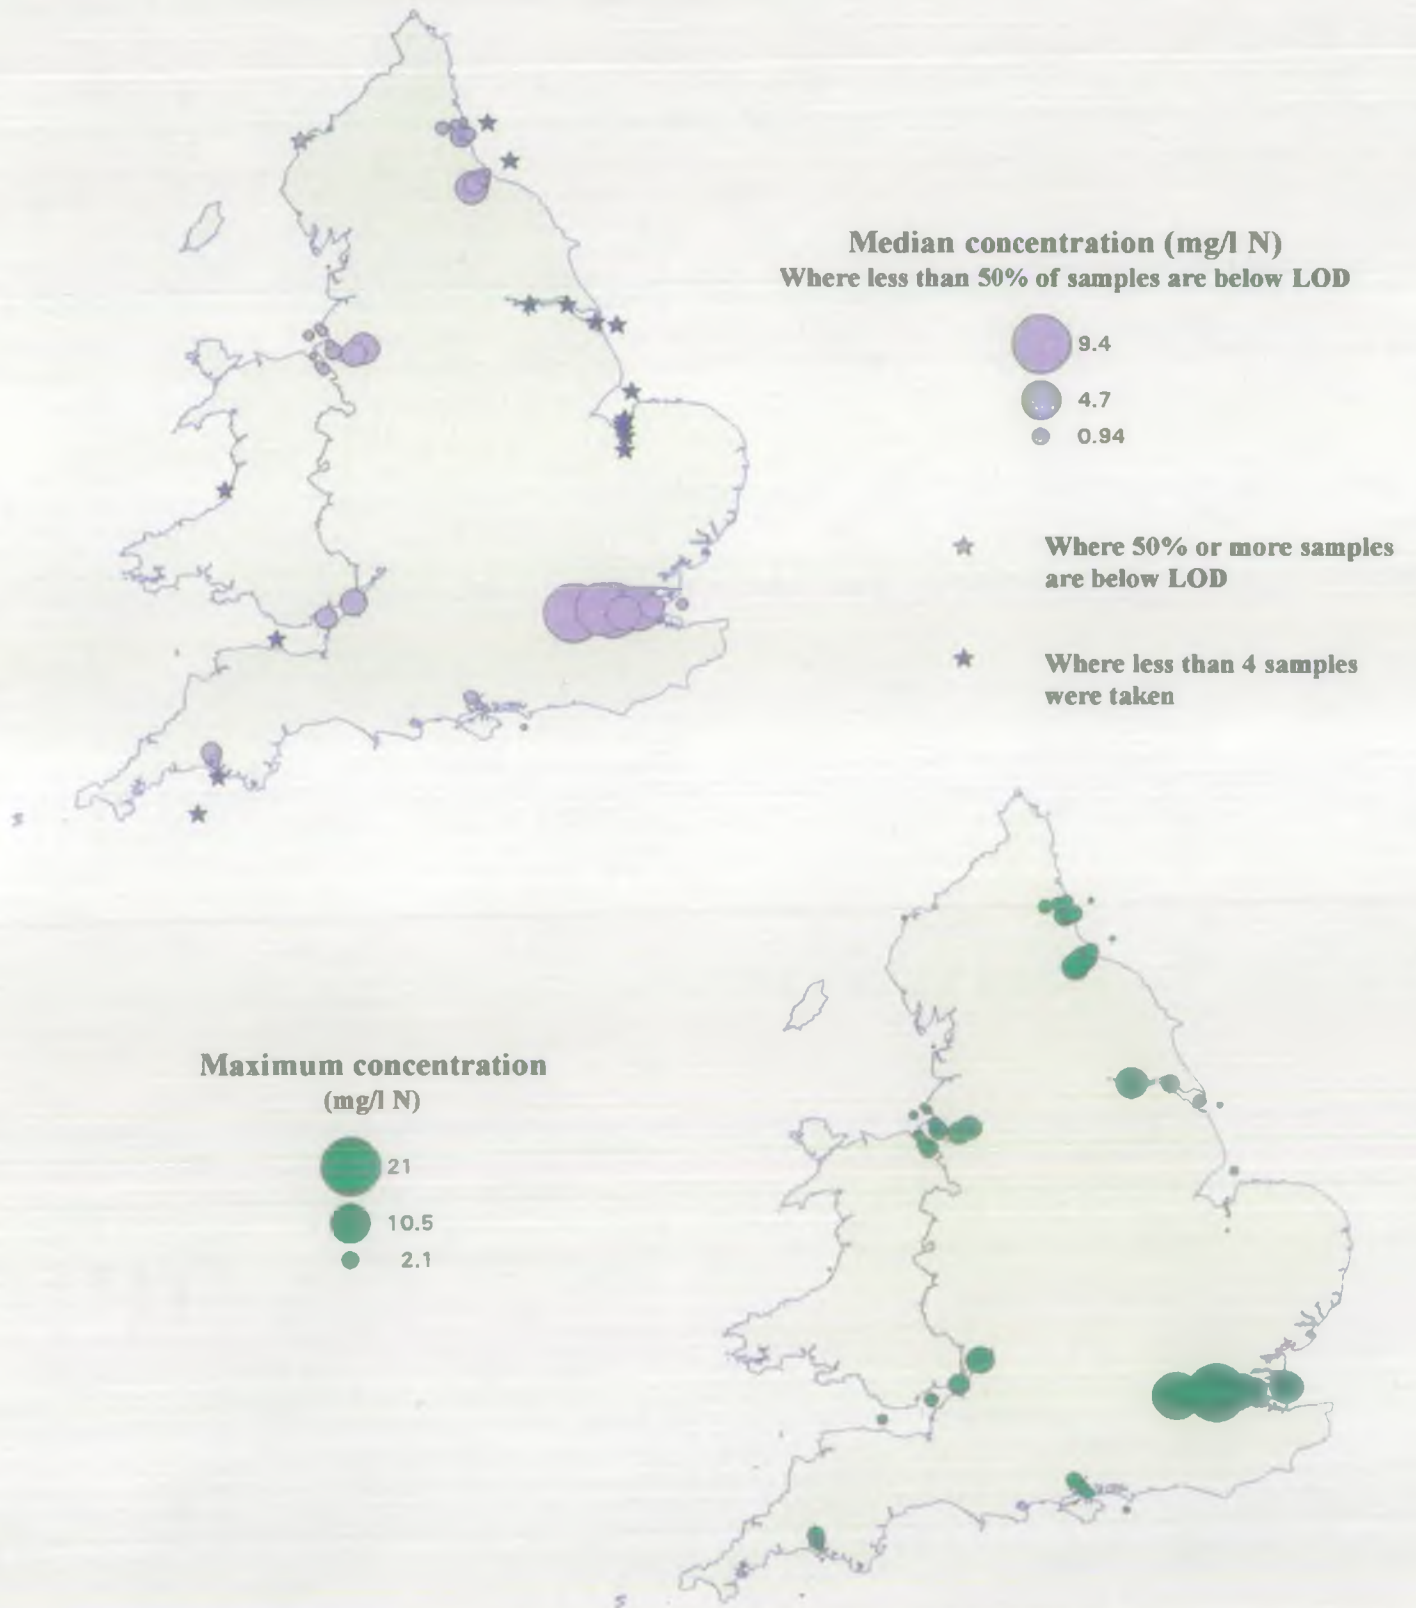 Median concentration (mg/l N)
Where less than 50% of samples are below LOD
9.4
4.7
0.94
Where 50% or more samples
are below LOD
Where less than 4 samples
were taken
Maximum concentration
(mg/l N)
21
10.5
2.1